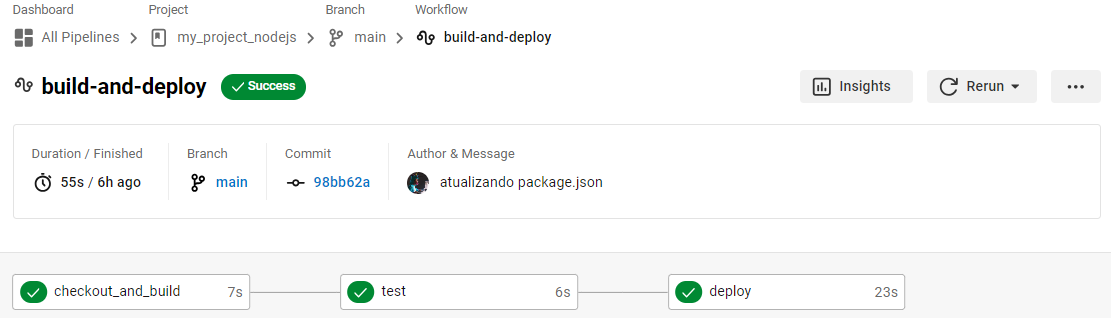 Dashboard Project Branch Workflow
All Pipelines my_project_nodejs main build-and-deploy
build-and-deploy Success Insights Rerun
Duration / Finished Branch Commit Author & Message
55s / 6h ago main 98bb62a atualizando package.json
checkout_and_build 7s test 6s deploy 23s